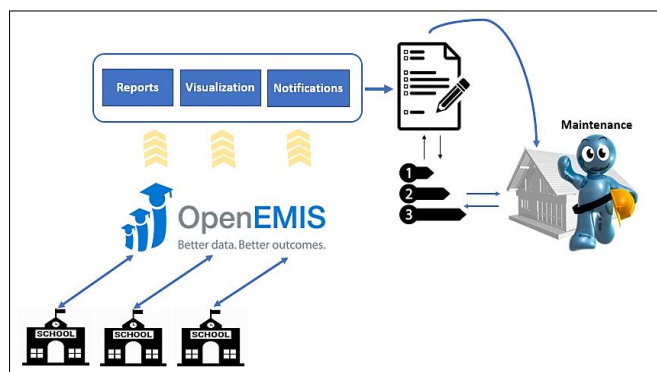 Reports
Visualization
Notifications
Maintenance
1
2
3
OpenEMIS
Better data. Better outcomes.
SCHOOL
SCHOOL
SCHOOL